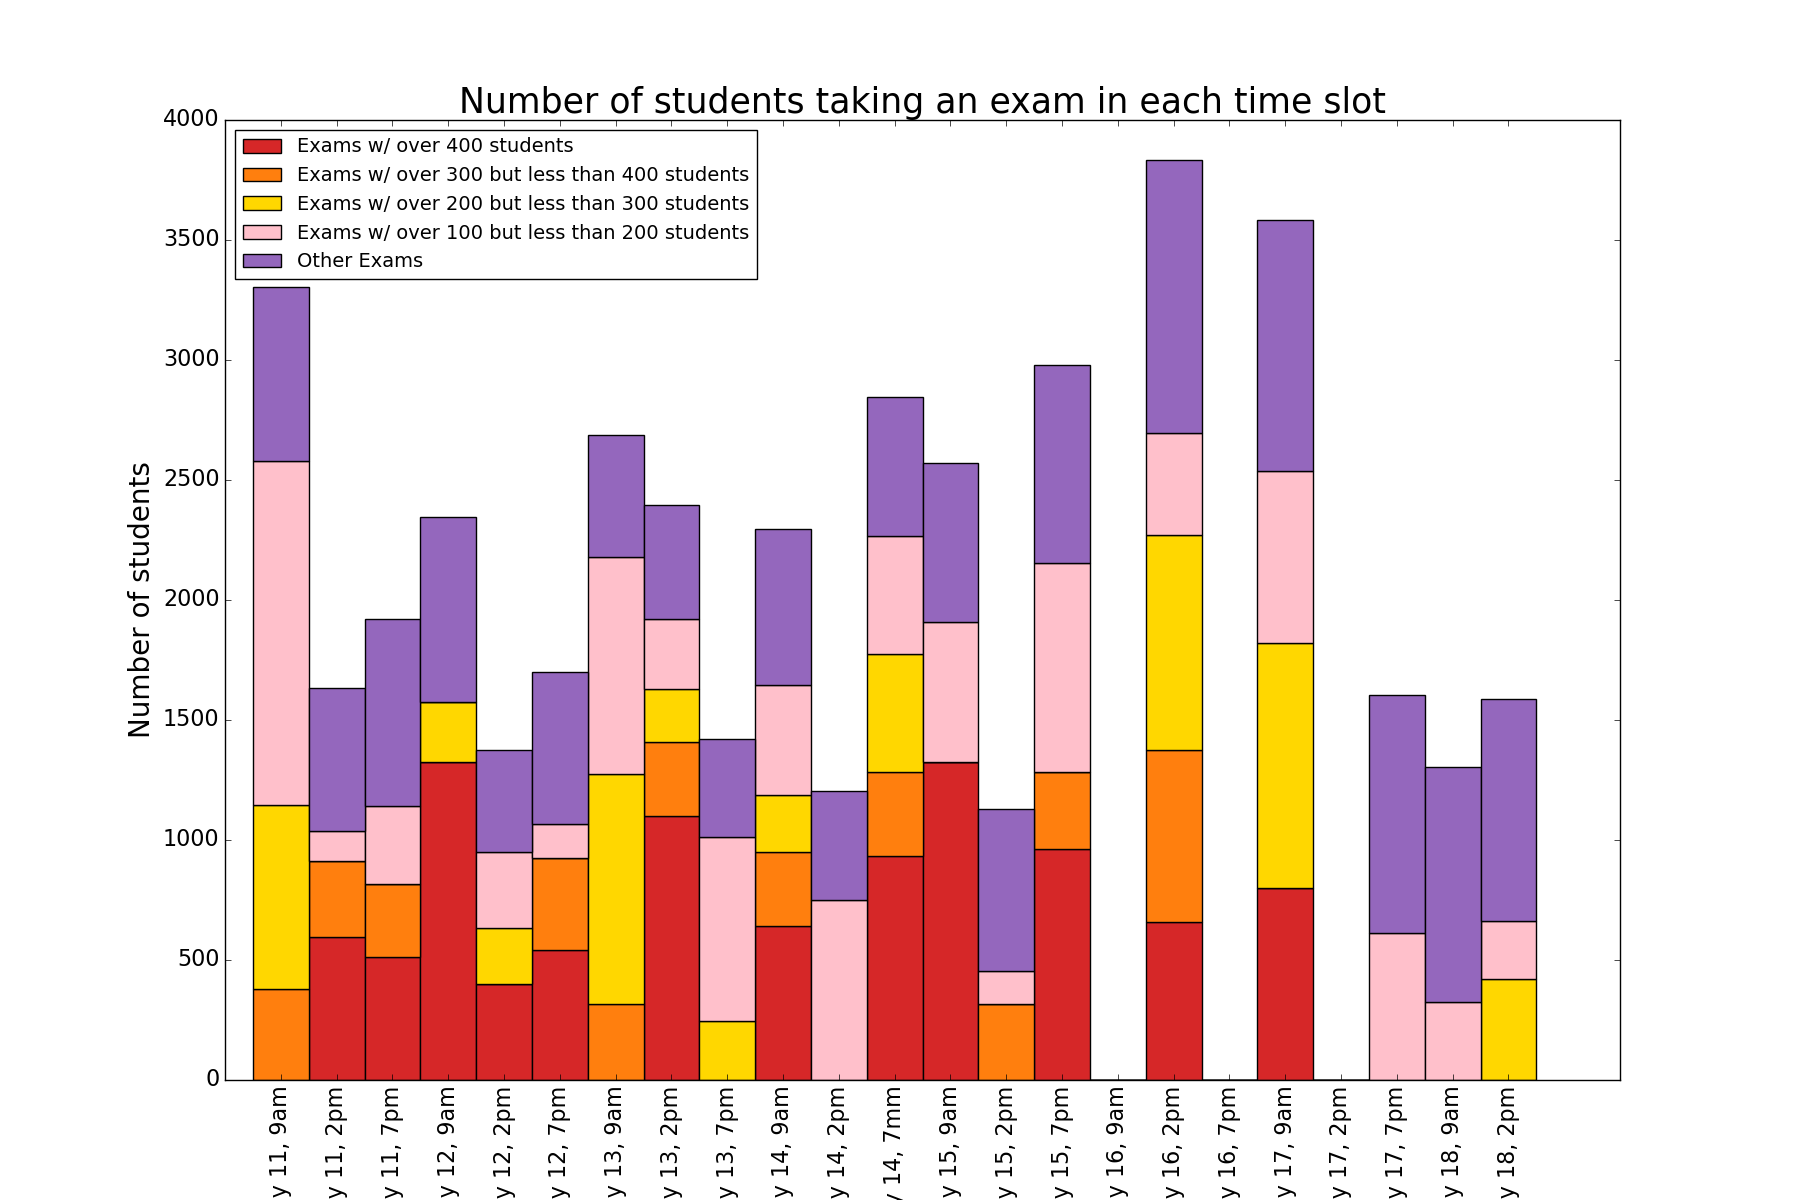 Number of students taking an exam in each time slot
Exams w/ over 400 students
Exams w/ over 300 but less than 400 students
Exams w/ over 200 but less than 300 students
Exams w/ over 100 but less than 200 students
Other Exams
Number of students
4000
3500
3000
2500
2000
1500
1000
500
0
y 11, 9am
y 11, 2pm
y 11, 7pm
y 12, 9am
y 12, 2pm
y 12, 7pm
y 13, 9am
y 13, 2pm
y 13, 7pm
y 14, 9am
y 14, 2pm
y 14, 7mm
y 15, 9am
y 15, 2pm
y 15, 7pm
y 16, 9am
y 16, 2pm
y 16, 7pm
y 17, 9am
y 17, 2pm
y 17, 7pm
y 18, 9am
y 18, 2pm